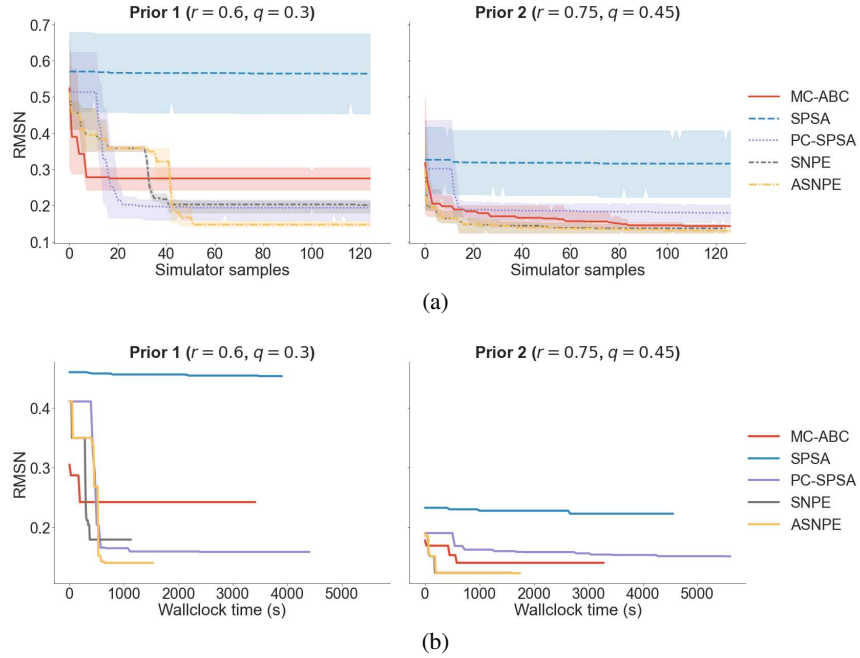 Prior 1 (r = 0.6, q = 0.3)
Prior 2 (r = 0.75, q = 0.45)
0.7
0.6
0.5
0.4
0.3
0.2
0.1
RMSN
0 20 40 60 80 100 120
Simulator samples
0 20 40 60 80 100 120
Simulator samples
MC-ABC
SPSA
PC-SPSA
SNPE
ASNPE
(a)
Prior 1 (r = 0.6, q = 0.3)
Prior 2 (r = 0.75, q = 0.45)
0.4
0.3
0.2
RMSN
0 1000 2000 3000 4000 5000
Wallclock time (s)
0 1000 2000 3000 4000 5000
Wallclock time (s)
MC-ABC
SPSA
PC-SPSA
SNPE
ASNPE
(b)